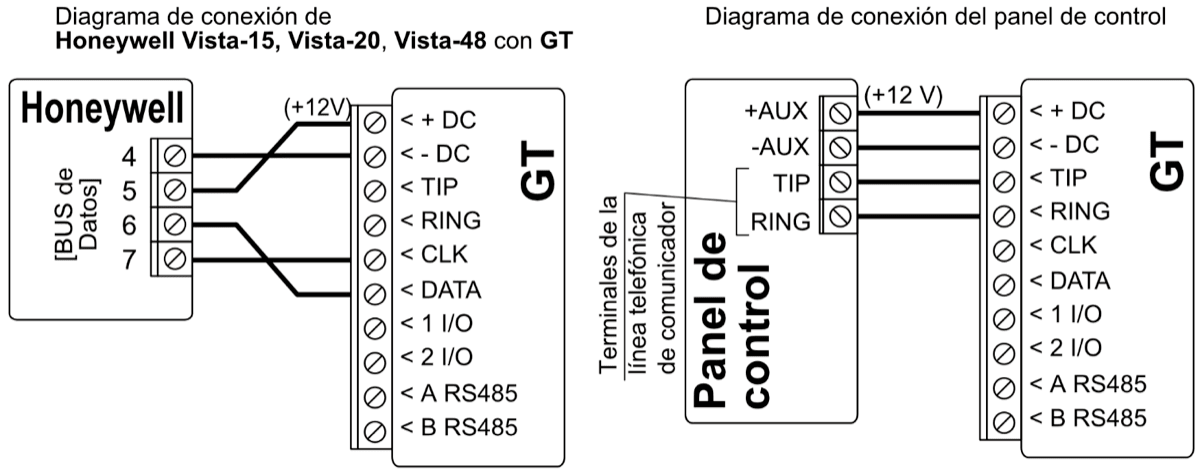 Diagrama de conexión de
Honeywell Vista-15, Vista-20, Vista-48 con GT
Honeywell
[BUS de
Datos]
4
5
6
7
(+12V)
< + DC
< - DC
< TIP
< RING
< CLK
< DATA
< 1 I/O
< 2 I/O
< A RS485
< B RS485
GT
Diagrama de conexión del panel de control
Terminales de la
línea telefónica
de comunicador
+AUX
-AUX
TIP
RING
Panel de
control
(+12 V)
< + DC
< - DC
< TIP
< RING
< CLK
< DATA
< 1 I/O
< 2 I/O
< A RS485
< B RS485
GT